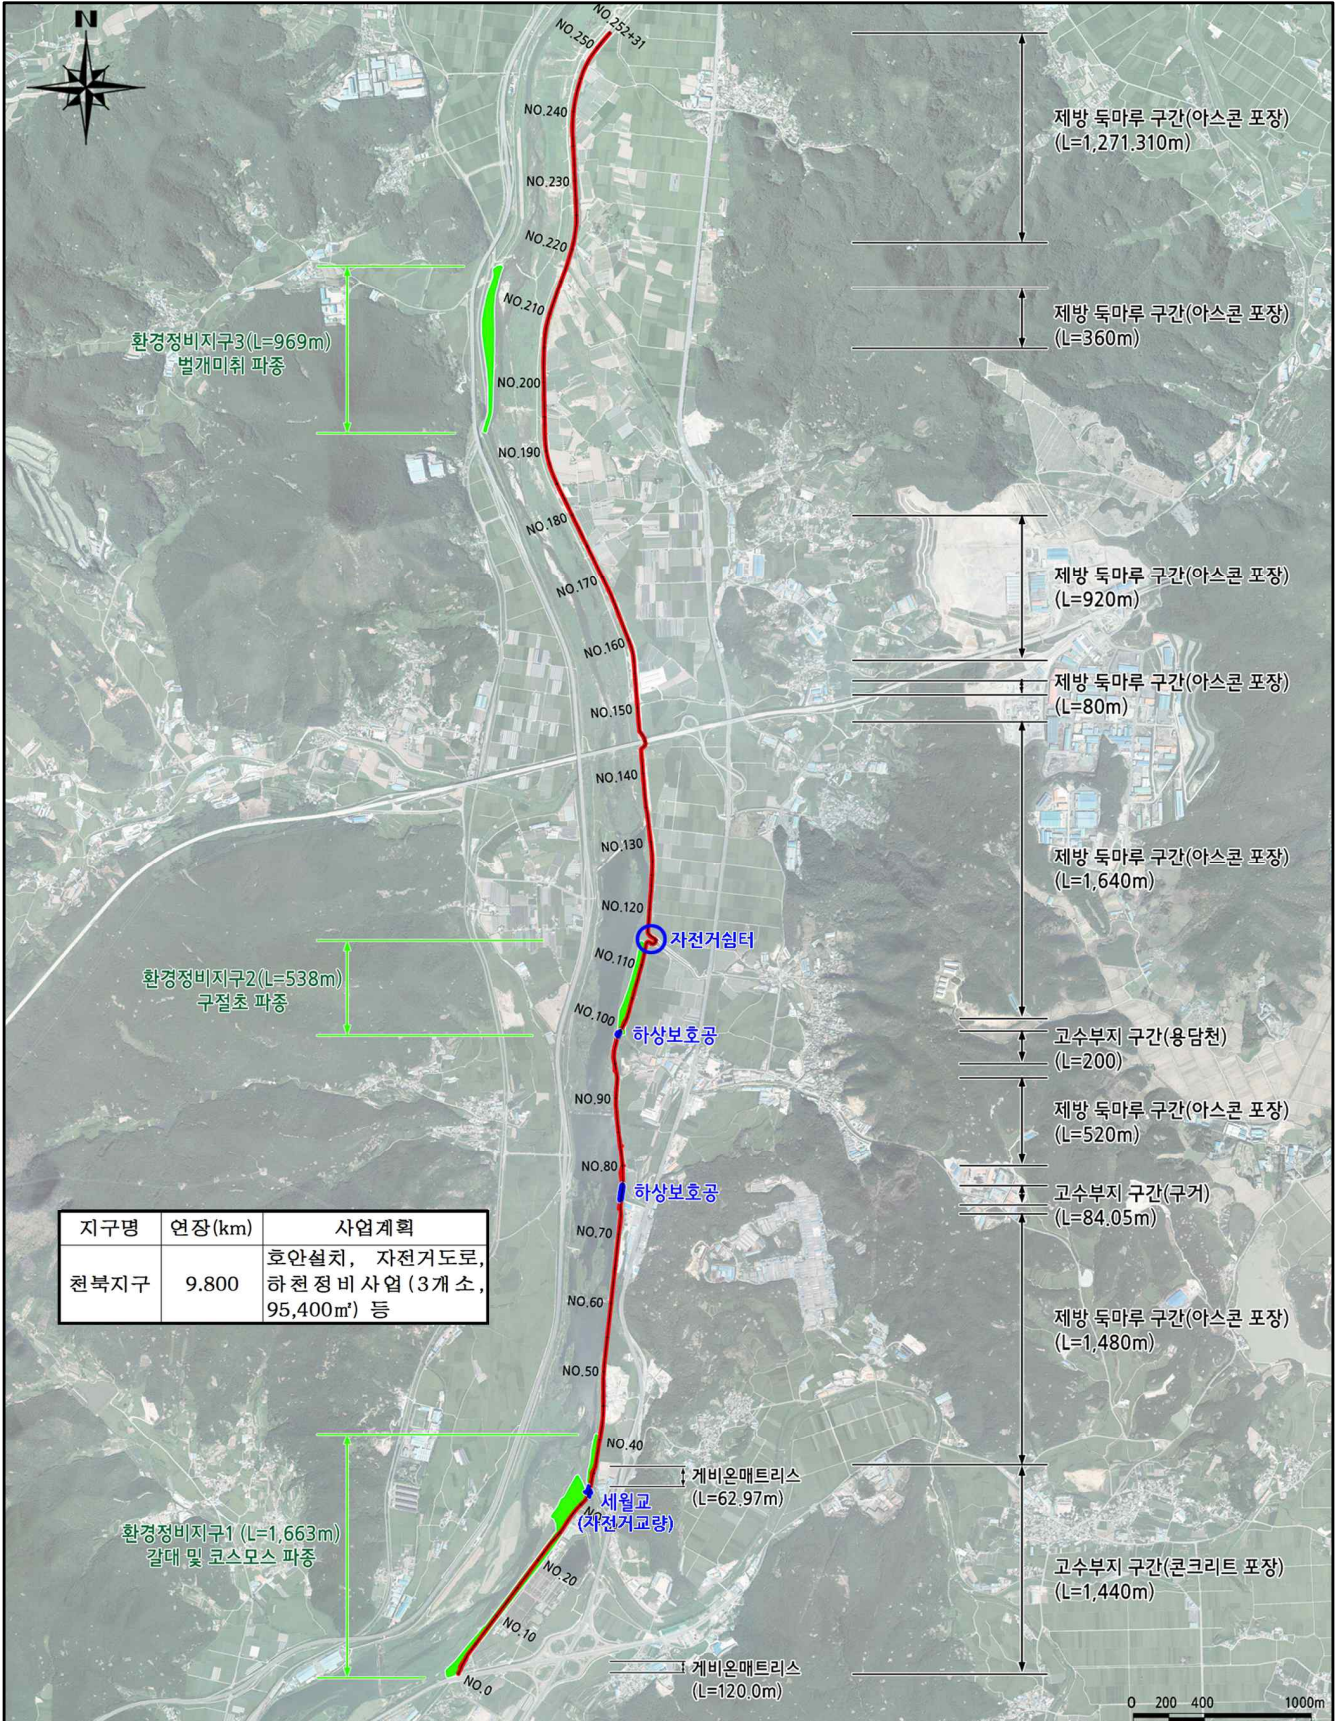 N
NO.252+31
NO.250
NO.240
NO.230
NO.220
NO.210
NO.200
NO.190
NO.180
NO.170
NO.160
NO.150
NO.140
NO.130
NO.120
NO.110
NO.100
NO.90
NO.80
NO.70
NO.60
NO.50
NO.40
NO.20
NO.10
NO.0
제방 둑마루 구간(아스콘 포장)
(L=1,271.310m)
제방 둑마루 구간(아스콘 포장)
(L=360m)
환경정비지구3(L=969m)
벌개미취 파종
제방 둑마루 구간(아스콘 포장)
(L=920m)
제방 둑마루 구간(아스콘 포장)
(L=80m)
제방 둑마루 구간(아스콘 포장)
(L=1,640m)
자전거쉼터
환경정비지구2(L=538m)
구절초 파종
하상보호공
고수부지 구간(용담천)
(L=200)
제방 둑마루 구간(아스콘 포장)
(L=520m)
하상보호공
고수부지 구간(구거)
(L=84.05m)
지구명 연장(km) 사업계획
천북지구 9.800 호안설치, 자전거도로,
하천정비사업(3개소,
95,400㎡) 등
제방 둑마루 구간(아스콘 포장)
(L=1,480m)
게비온매트리스
(L=62.97m)
세월교
(자전거교량)
환경정비지구1 (L=1,663m)
갈대 및 코스모스 파종
고수부지 구간(콘크리트 포장)
(L=1,440m)
게비온매트리스
(L=120.0m)
0 200 400 1000m